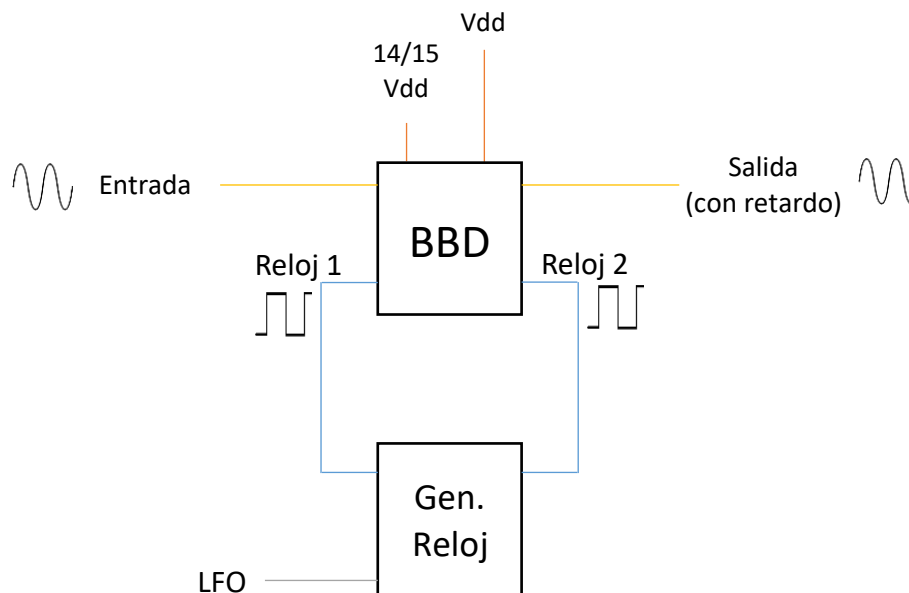 Vdd
14/15
Vdd
Entrada
Salida
(con retardo)
BBD
Reloj 1
Reloj 2
Gen.
Reloj
LFO